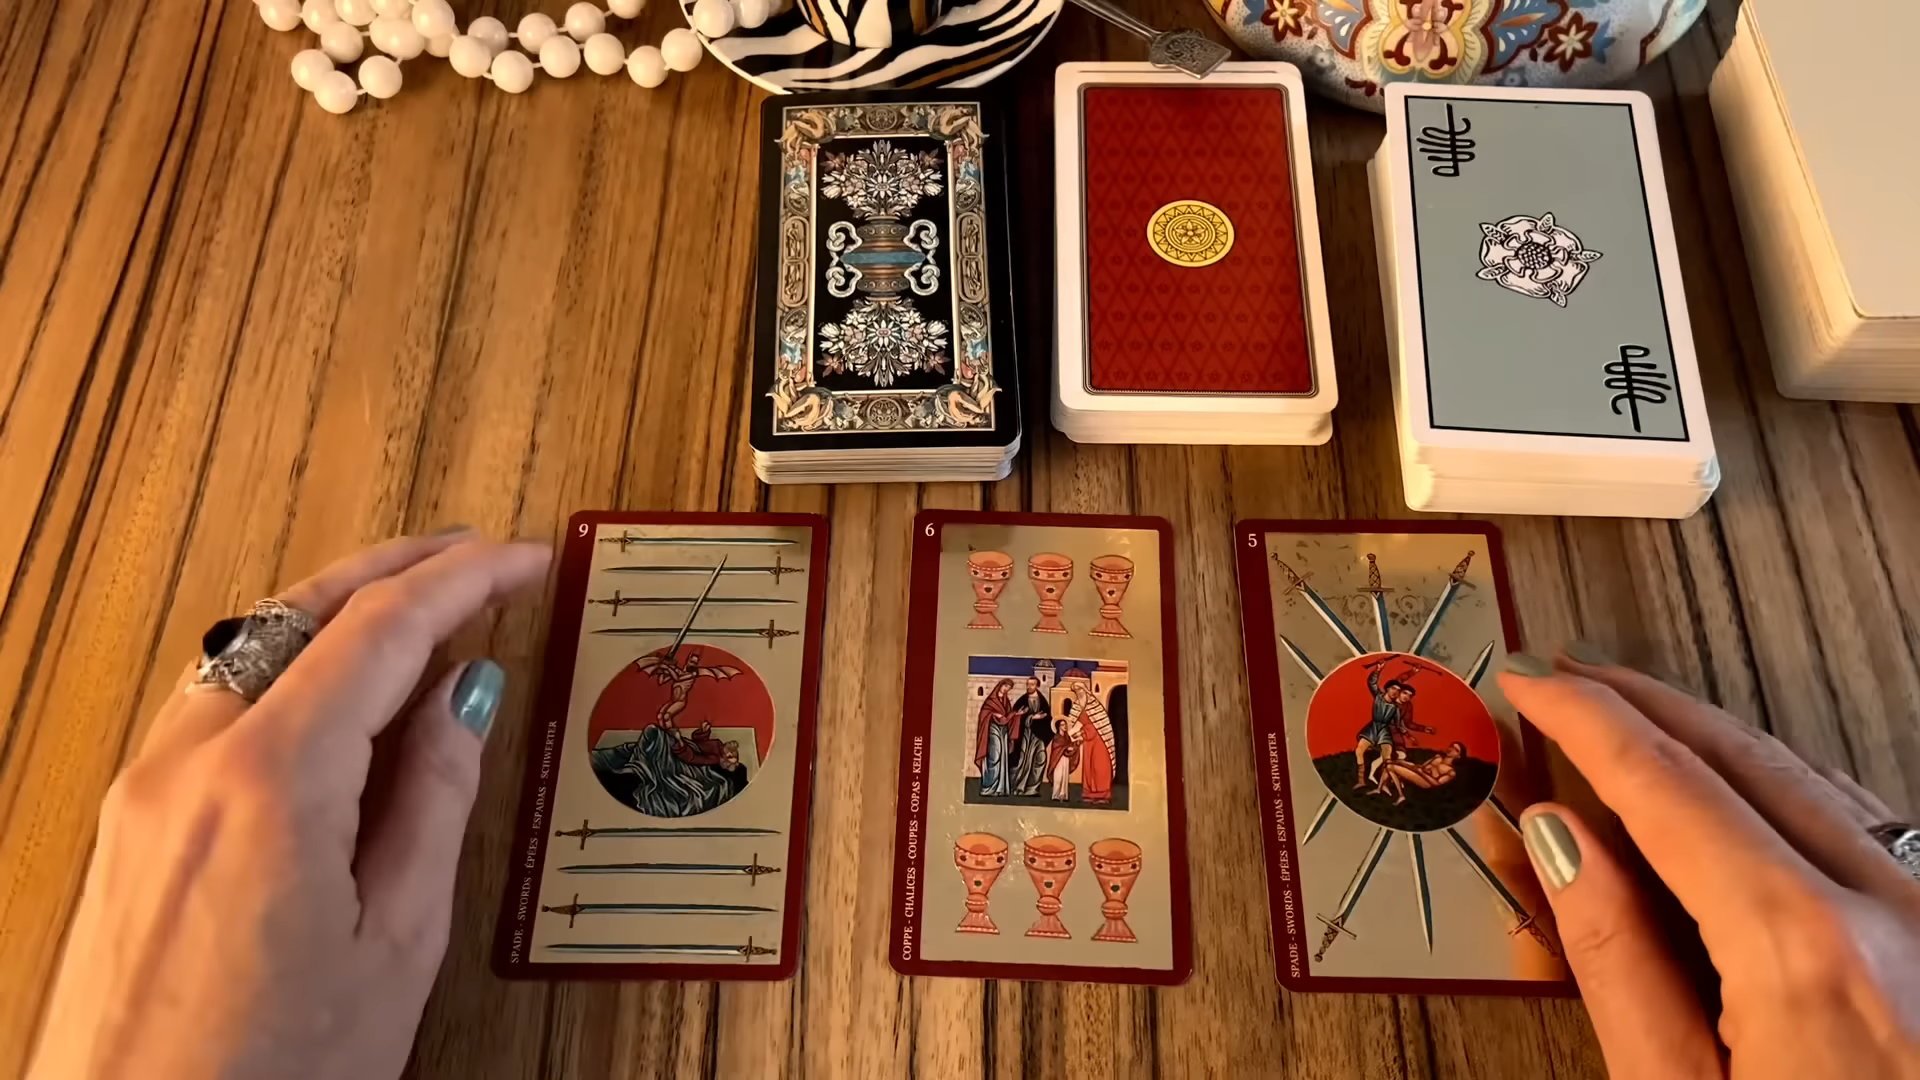 9
SPADE - SWORDS - ÉPÉES - ESPADAS - SCHWERTER
6
COPPE - CHALICES - COUPES - COPAS - KELCHE
5
SPADE - SWORDS - ÉPÉES - ESPADAS - SCHWERTER